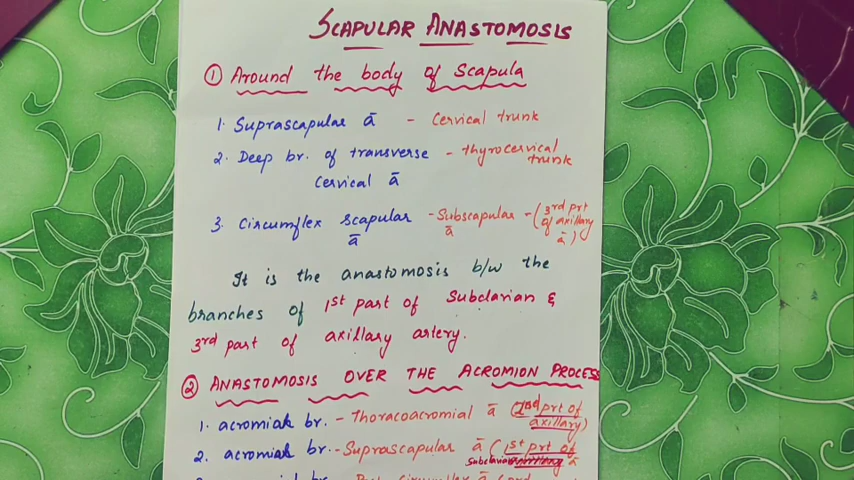 SCAPULAR ANASTOMOSIS
① Around the body of Scapula
1. Suprascapular ā - Cervical trunk
2. Deep br. of transverse - thyrocervical trunk
cervical ā
3. Circumflex scapular - Subscapular - (3rd prt of axillary ā)
ā ā
It is the anastomosis b/w the
branches of 1st part of Subclavian &
3rd part of axillary artery.
② ANASTOMOSIS OVER THE ACROMION PROCESS
1. acromial br. - Thoracoacromial ā (2nd prt of axillary)
2. acromial br. - Suprascapular ā (1st prt of
subclavian ā